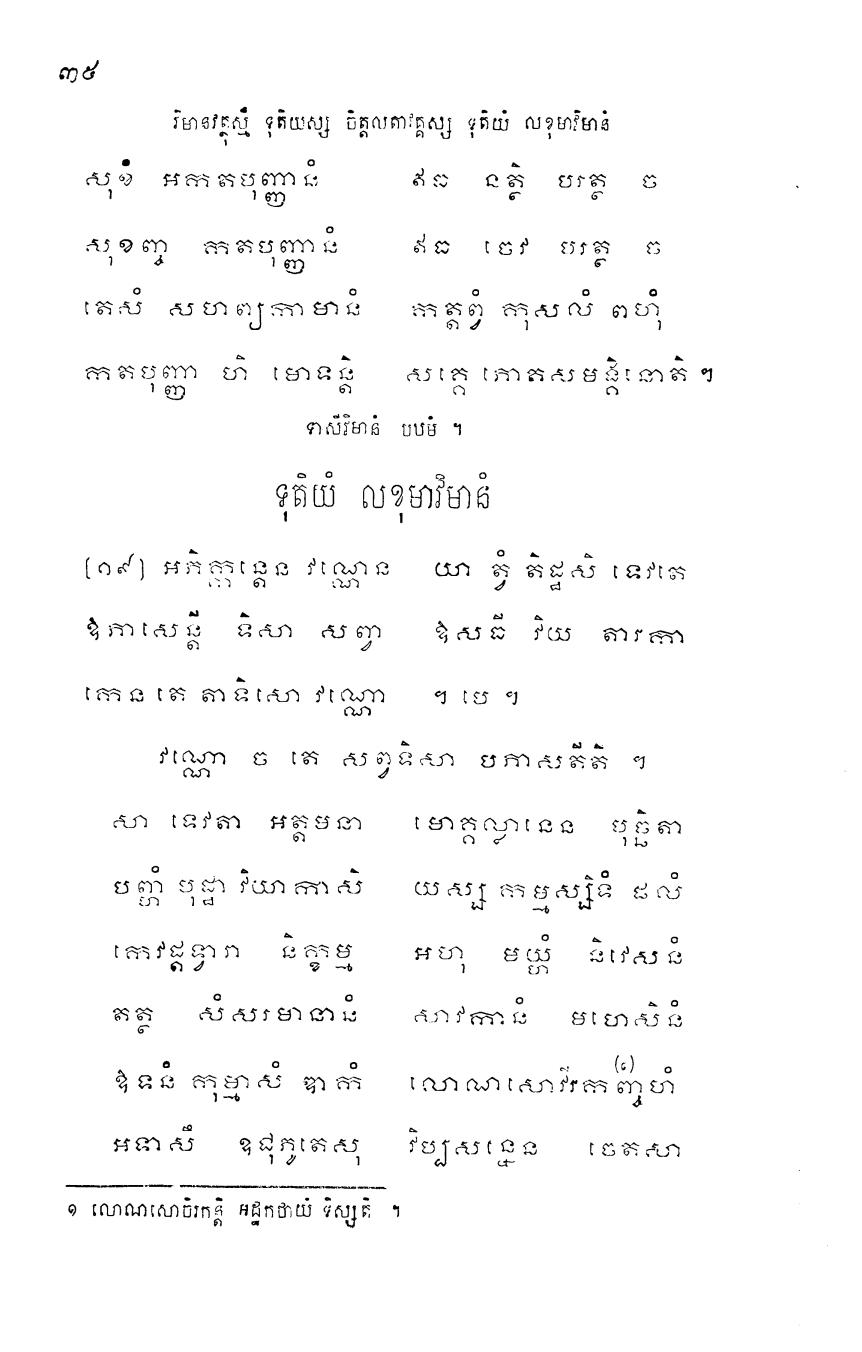 ៣៥
វិមានវត្ថុស្មឹ ទុតិយស្ស ចិត្តលតាវគ្គស្ស ទុតិយំ លខុមាវិមានំ
សុខំ អកតបុញ្ញានំ ឥធ នត្ថិ បរត្ថ ច
សុខញ្ច កតបុញ្ញានំ ឥធ ចេវ បរត្ថ ច
តេសំ សហព្យកាមានំ កត្តព្វំ កុសលំ ពហុំ
កតបុញ្ញា ហិ មោទន្តិ សគ្គេ ភោគសមង្គិនោតិ ។
ទាសីវិមានំ បឋមំ ។
ទុតិយំ លខុមាវិមានំ
[១៩] អភិក្កន្តេន វណ្ណេន យា ត្វំ តិដ្ឋសិ ទេវតេ
ឱភាសេន្តី ទិសា សព្វា ឱសធី វិយ តារកា
កេន តេ តាទិសោ វណ្ណោ ។ បេ ។
វណ្ណោ ច តេ សព្វទិសា បភាសតីតិ ។
សា ទេវតា អត្តមនា មោគ្គល្លានេន បុច្ឆិតា
បញ្ហំ បុដ្ឋា វិយាកាសិ យស្ស កម្មស្សិទំ ផលំ
កេវដ្តទ្វារា និក្ខម្ម អហុ មយ្ហំ និវេសនំ
តត្ថ សំសរមានានំ សាវកានំ មហេសិនំ
ឱទនំ កុម្មាសំ ឌាកំ លោណសោវីរកញ្ចហំ (១)
អទាសឹ ឧជុភូតេសុ វិប្បសន្នេន ចេតសា
១ លោណសោចិរកន្តិ អដ្ឋកថាយំ ទិស្សតិ ។